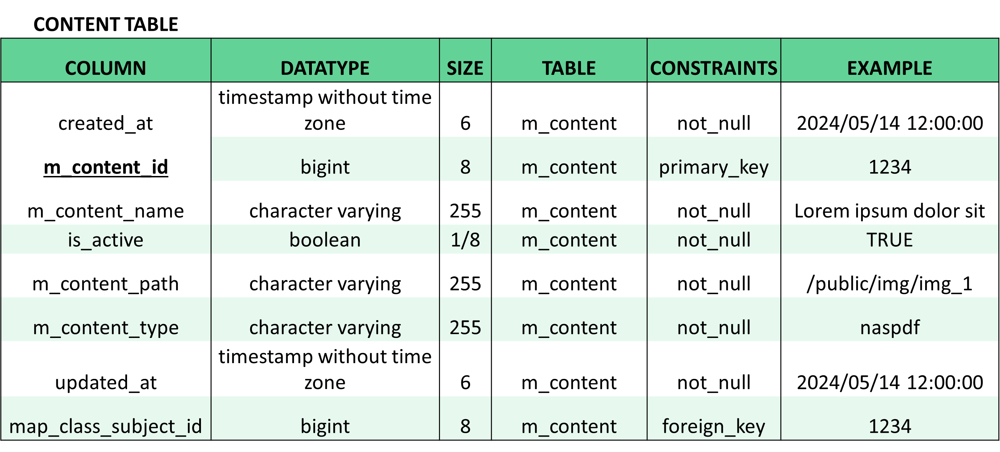 CONTENT TABLE
COLUMN DATATYPE SIZE TABLE CONSTRAINTS EXAMPLE
created_at timestamp without time zone 6 m_content not_null 2024/05/14 12:00:00
m_content_id bigint 8 m_content primary_key 1234
m_content_name character varying 255 m_content not_null Lorem ipsum dolor sit
is_active boolean 1/8 m_content not_null TRUE
m_content_path character varying 255 m_content not_null /public/img/img_1
m_content_type character varying 255 m_content not_null naspdf
updated_at timestamp without time zone 6 m_content not_null 2024/05/14 12:00:00
map_class_subject_id bigint 8 m_content foreign_key 1234